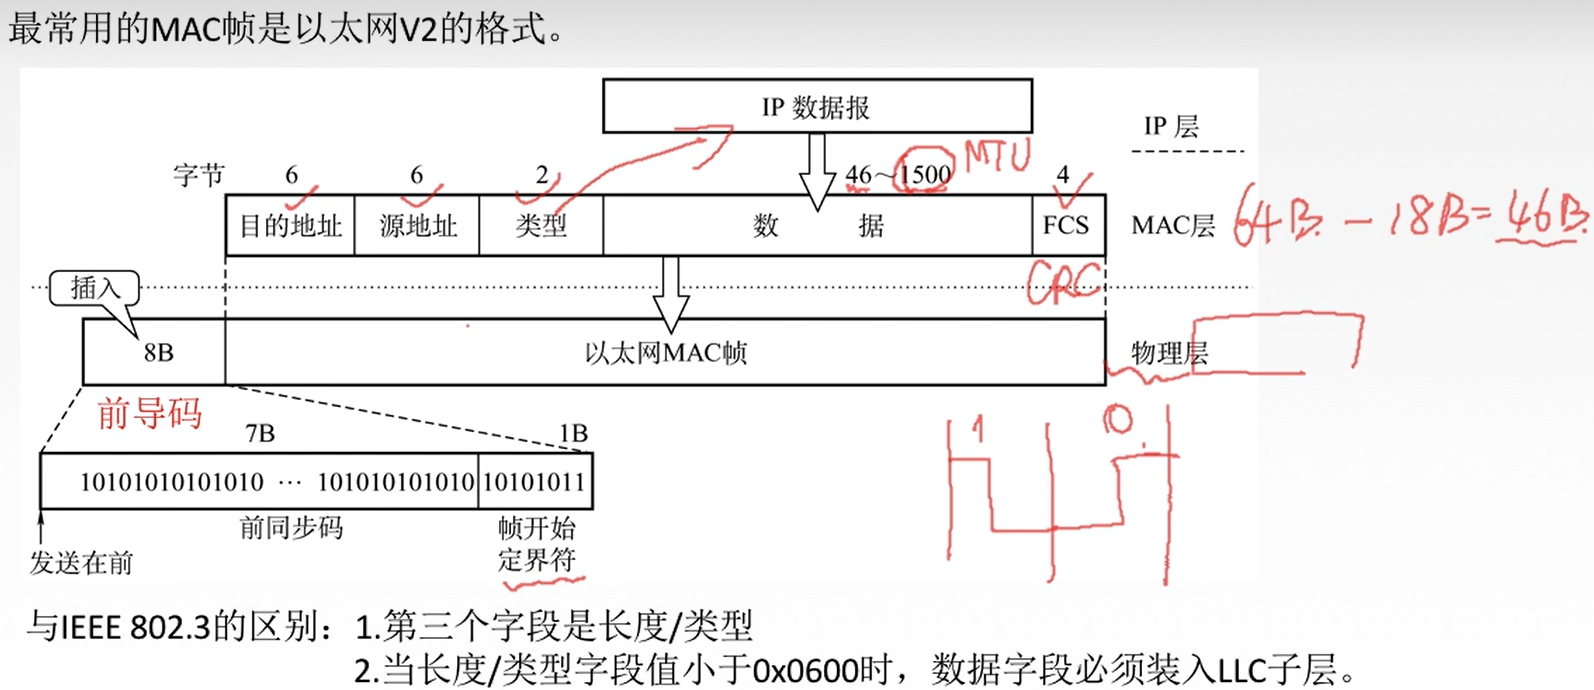 最常用的MAC帧是以太网V2的格式。
IP 数据报
IP 层
MTU
字节 6 6 2 46~1500 4
目的地址 源地址 类型 数 据 FCS MAC层
64B - 18B = 46B.
CRC
插入
8B 以太网MAC帧 物理层
前导码
7B 1B
1 0
10101010101010 … 101010101010 10101011
前同步码 帧开始
定界符
发送在前
与IEEE 802.3的区别：1.第三个字段是长度/类型
2.当长度/类型字段值小于0x0600时，数据字段必须装入LLC子层。